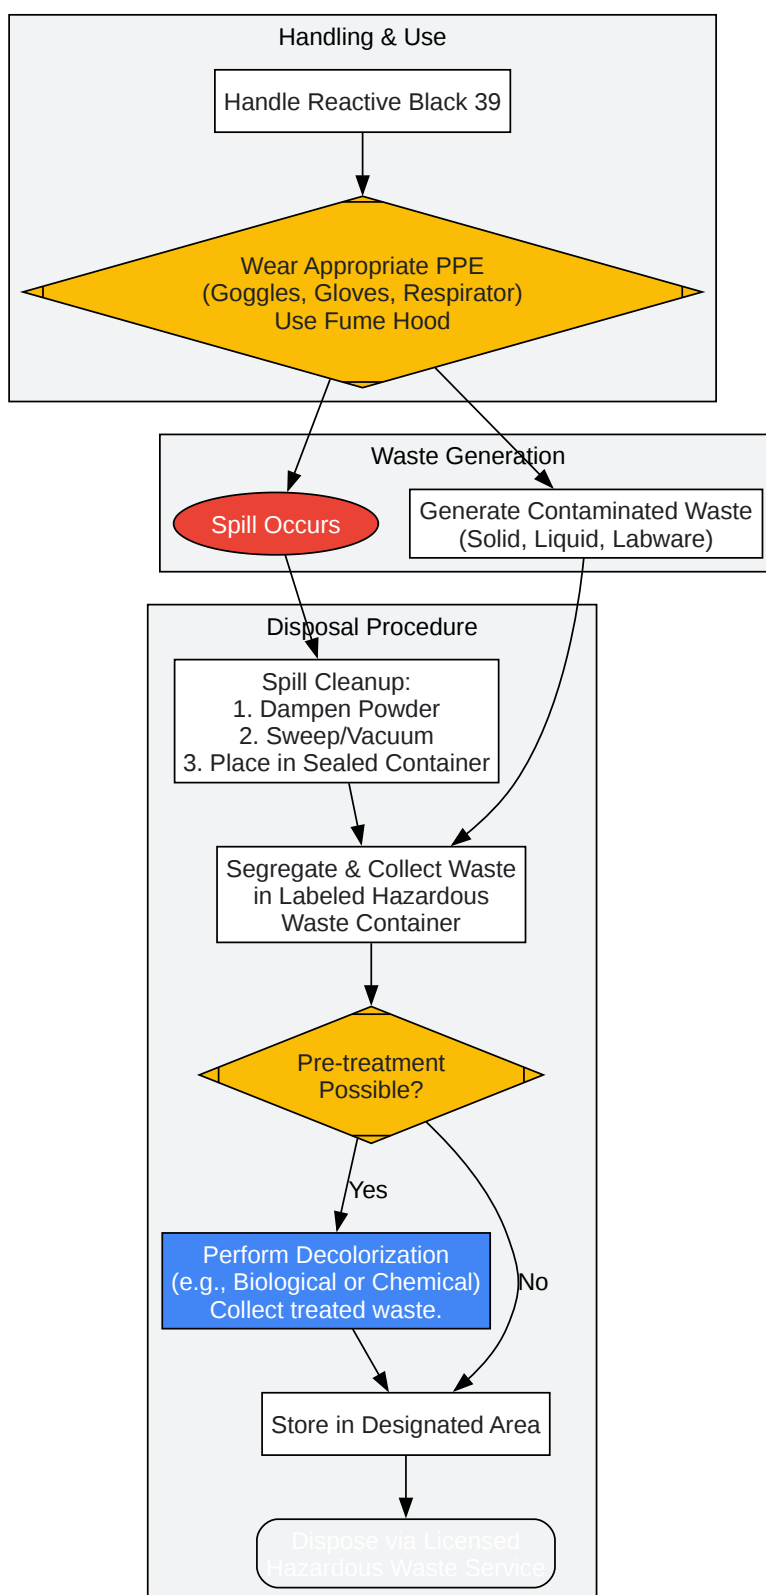 Handling & Use
Handle Reactive Black 39
Wear Appropriate PPE
(Goggles, Gloves, Respirator)
Use Fume Hood
Waste Generation
Spill Occurs
Generate Contaminated Waste
(Solid, Liquid, Labware)
Disposal Procedure
Spill Cleanup:
1. Dampen Powder
2. Sweep/Vacuum
3. Place in Sealed Container
Segregate & Collect Waste
in Labeled Hazardous
Waste Container
Pre-treatment
Possible?
Yes
Perform Decolorization
(e.g., Biological or Chemical)
Collect treated waste.
No
Store in Designated Area
Dispose via Licensed
Hazardous Waste Service